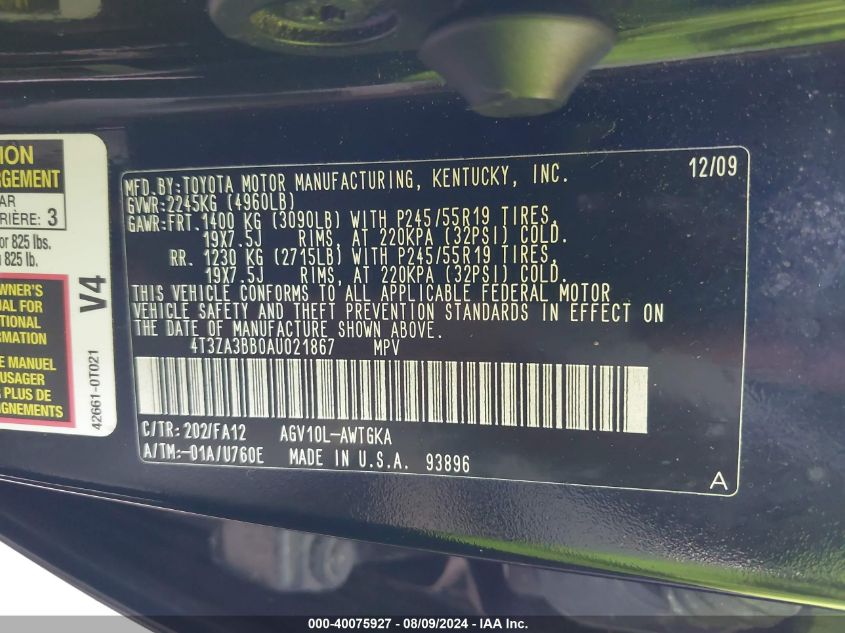 ION
RGEMENT
AR
RIÈRE: 3
or 825 lbs.
825 lb.
WNER'S
UAL FOR
TIONAL
RMATION
E MANUEL
USAGER
PLUS DE
GNEMENTS
V4
42661-0T021
12/09
MFD.BY:TOYOTA MOTOR MANUFACTURING, KENTUCKY, INC.
GVWR:2245KG (4960LB)
GAWR:FRT.1400 KG (3090LB) WITH P245/55R19 TIRES,
19X7.5J RIMS, AT 220KPA (32PSI) COLD.
RR. 1230 KG (2715LB) WITH P245/55R19 TIRES,
19X7.5J RIMS, AT 220KPA (32PSI) COLD.
THIS VEHICLE CONFORMS TO ALL APPLICABLE FEDERAL MOTOR
VEHICLE SAFETY AND THEFT PREVENTION STANDARDS IN EFFECT ON
THE DATE OF MANUFACTURE SHOWN ABOVE.
4T3ZA3BB0AU021867 MPV
C/TR:202/FA12 AGV10L-AWTGKA
A/TM:-01A/U760E MADE IN U.S.A. 93896
A
000-40075927 - 08/09/2024 - IAA Inc.